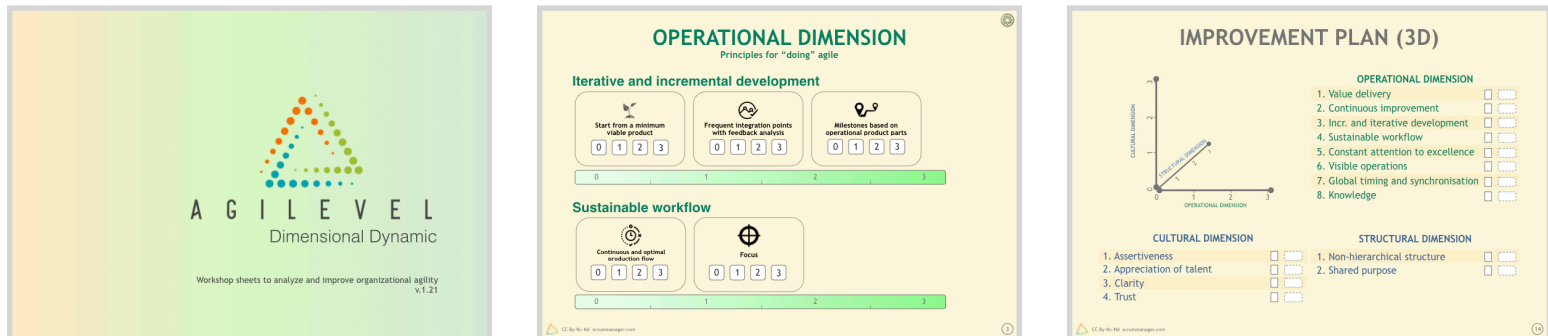 AGILEVEL
Dimensional Dynamic
Workshop sheets to analyze and improve organizational agility
v.1.21
OPERATIONAL DIMENSION
Principles for “doing” agile
Iterative and incremental development
Start from a minimum
viable product
0 1 2 3
Frequent integration points
with feedback analysis
0 1 2 3
Milestones based on
operational product parts
0 1 2 3
0 1 2 3
Sustainable workflow
Continuous and optimal
production flow
0 1 2 3
Focus
0 1 2 3
0 1 2 3
CC By-Nc-Nd scrummanager.com
3
IMPROVEMENT PLAN (3D)
CULTURAL DIMENSION
0 1 2 3
STRUCTURAL DIMENSION
1 2 3
0 1 2 3
OPERATIONAL DIMENSION
OPERATIONAL DIMENSION
1. Value delivery
2. Continuous improvement
3. Incr. and iterative development
4. Sustainable workflow
5. Constant attention to excellence
6. Visible operations
7. Global timing and synchronisation
8. Knowledge
CULTURAL DIMENSION
1. Assertiveness
2. Appreciation of talent
3. Clarity
4. Trust
STRUCTURAL DIMENSION
1. Non-hierarchical structure
2. Shared purpose
CC By-Nc-Nd scrummanager.com
14